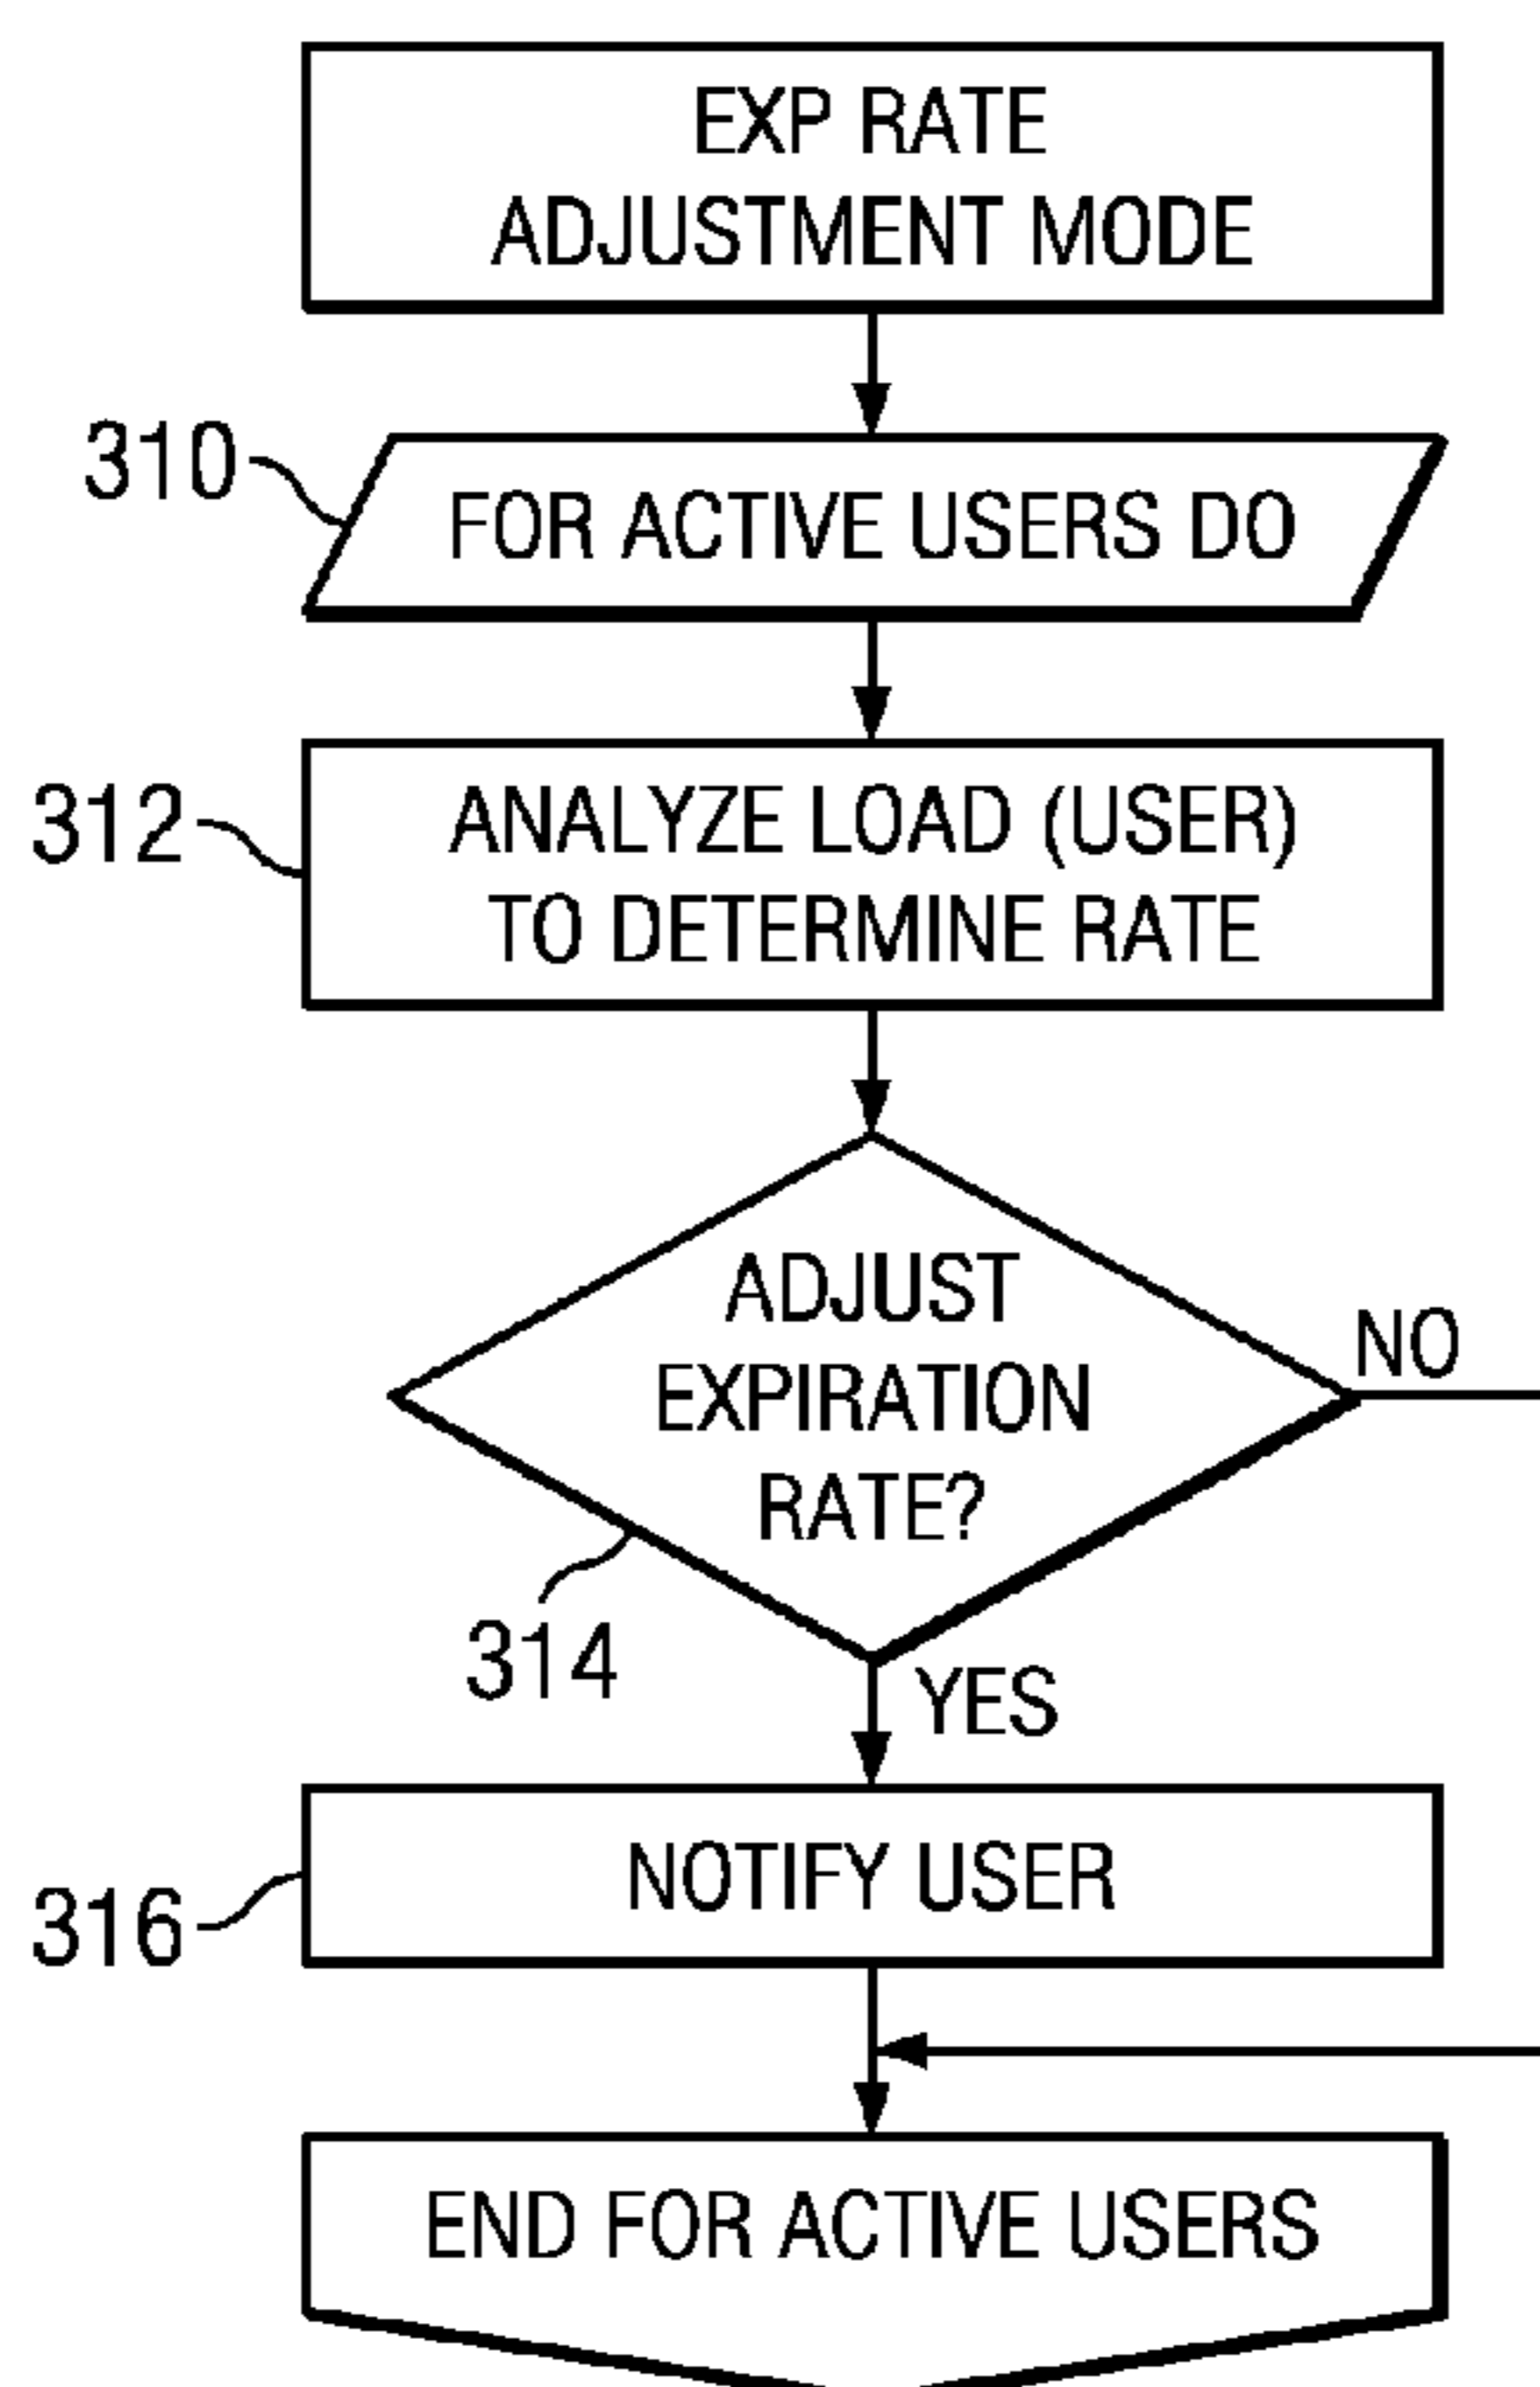 EXP RATE
ADJUSTMENT MODE
310
FOR ACTIVE USERS DO
312
ANALYZE LOAD (USER)
TO DETERMINE RATE
ADJUST
EXPIRATION
RATE?
NO
314
YES
316
NOTIFY USER
END FOR ACTIVE USERS